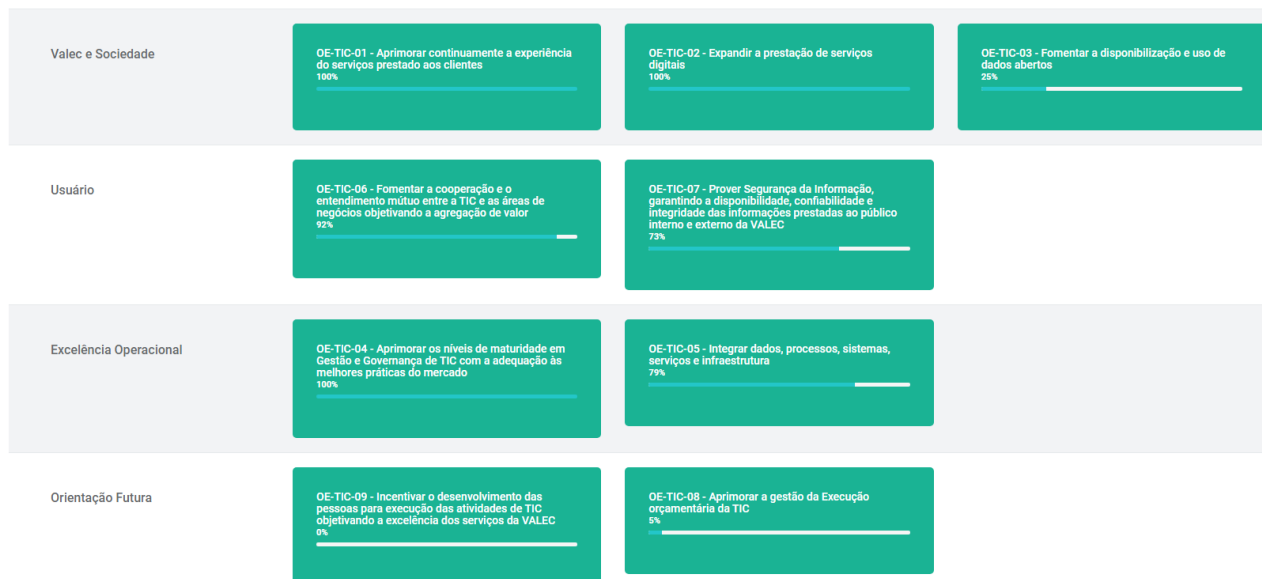 Valec e Sociedade
OE-TIC-01 - Aprimorar continuamente a experiência
do serviços prestado aos clientes
100%
OE-TIC-02 - Expandir a prestação de serviços
digitais
100%
OE-TIC-03 - Fomentar a disponibilização e uso de
dados abertos
25%
Usuário
OE-TIC-06 - Fomentar a cooperação e o
entendimento mútuo entre a TIC e as áreas de
negócios objetivando a agregação de valor
92%
OE-TIC-07 - Prover Segurança da Informação,
garantindo a disponibilidade, confiabilidade e
integridade das informações prestadas ao público
interno e externo da VALEC
73%
Excelência Operacional
OE-TIC-04 - Aprimorar os níveis de maturidade em
Gestão e Governança de TIC com a adequação às
melhores práticas do mercado
100%
OE-TIC-05 - Integrar dados, processos, sistemas,
serviços e infraestrutura
79%
Orientação Futura
OE-TIC-09 - Incentivar o desenvolvimento das
pessoas para execução das atividades de TIC
objetivando a excelência dos serviços da VALEC
0%
OE-TIC-08 - Aprimorar a gestão da Execução
orçamentária da TIC
5%